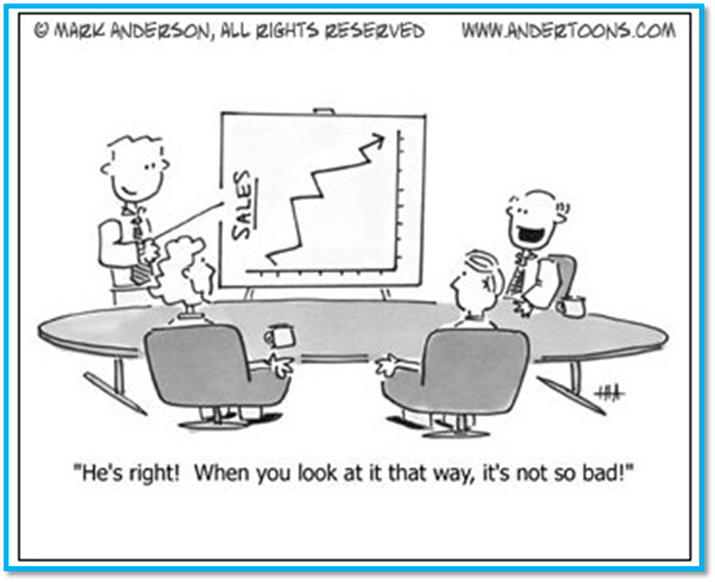 © MARK ANDERSON, ALL RIGHTS RESERVED WWW.ANDERTOONS.COM
SALES
"He's right! When you look at it that way, it's not so bad!"